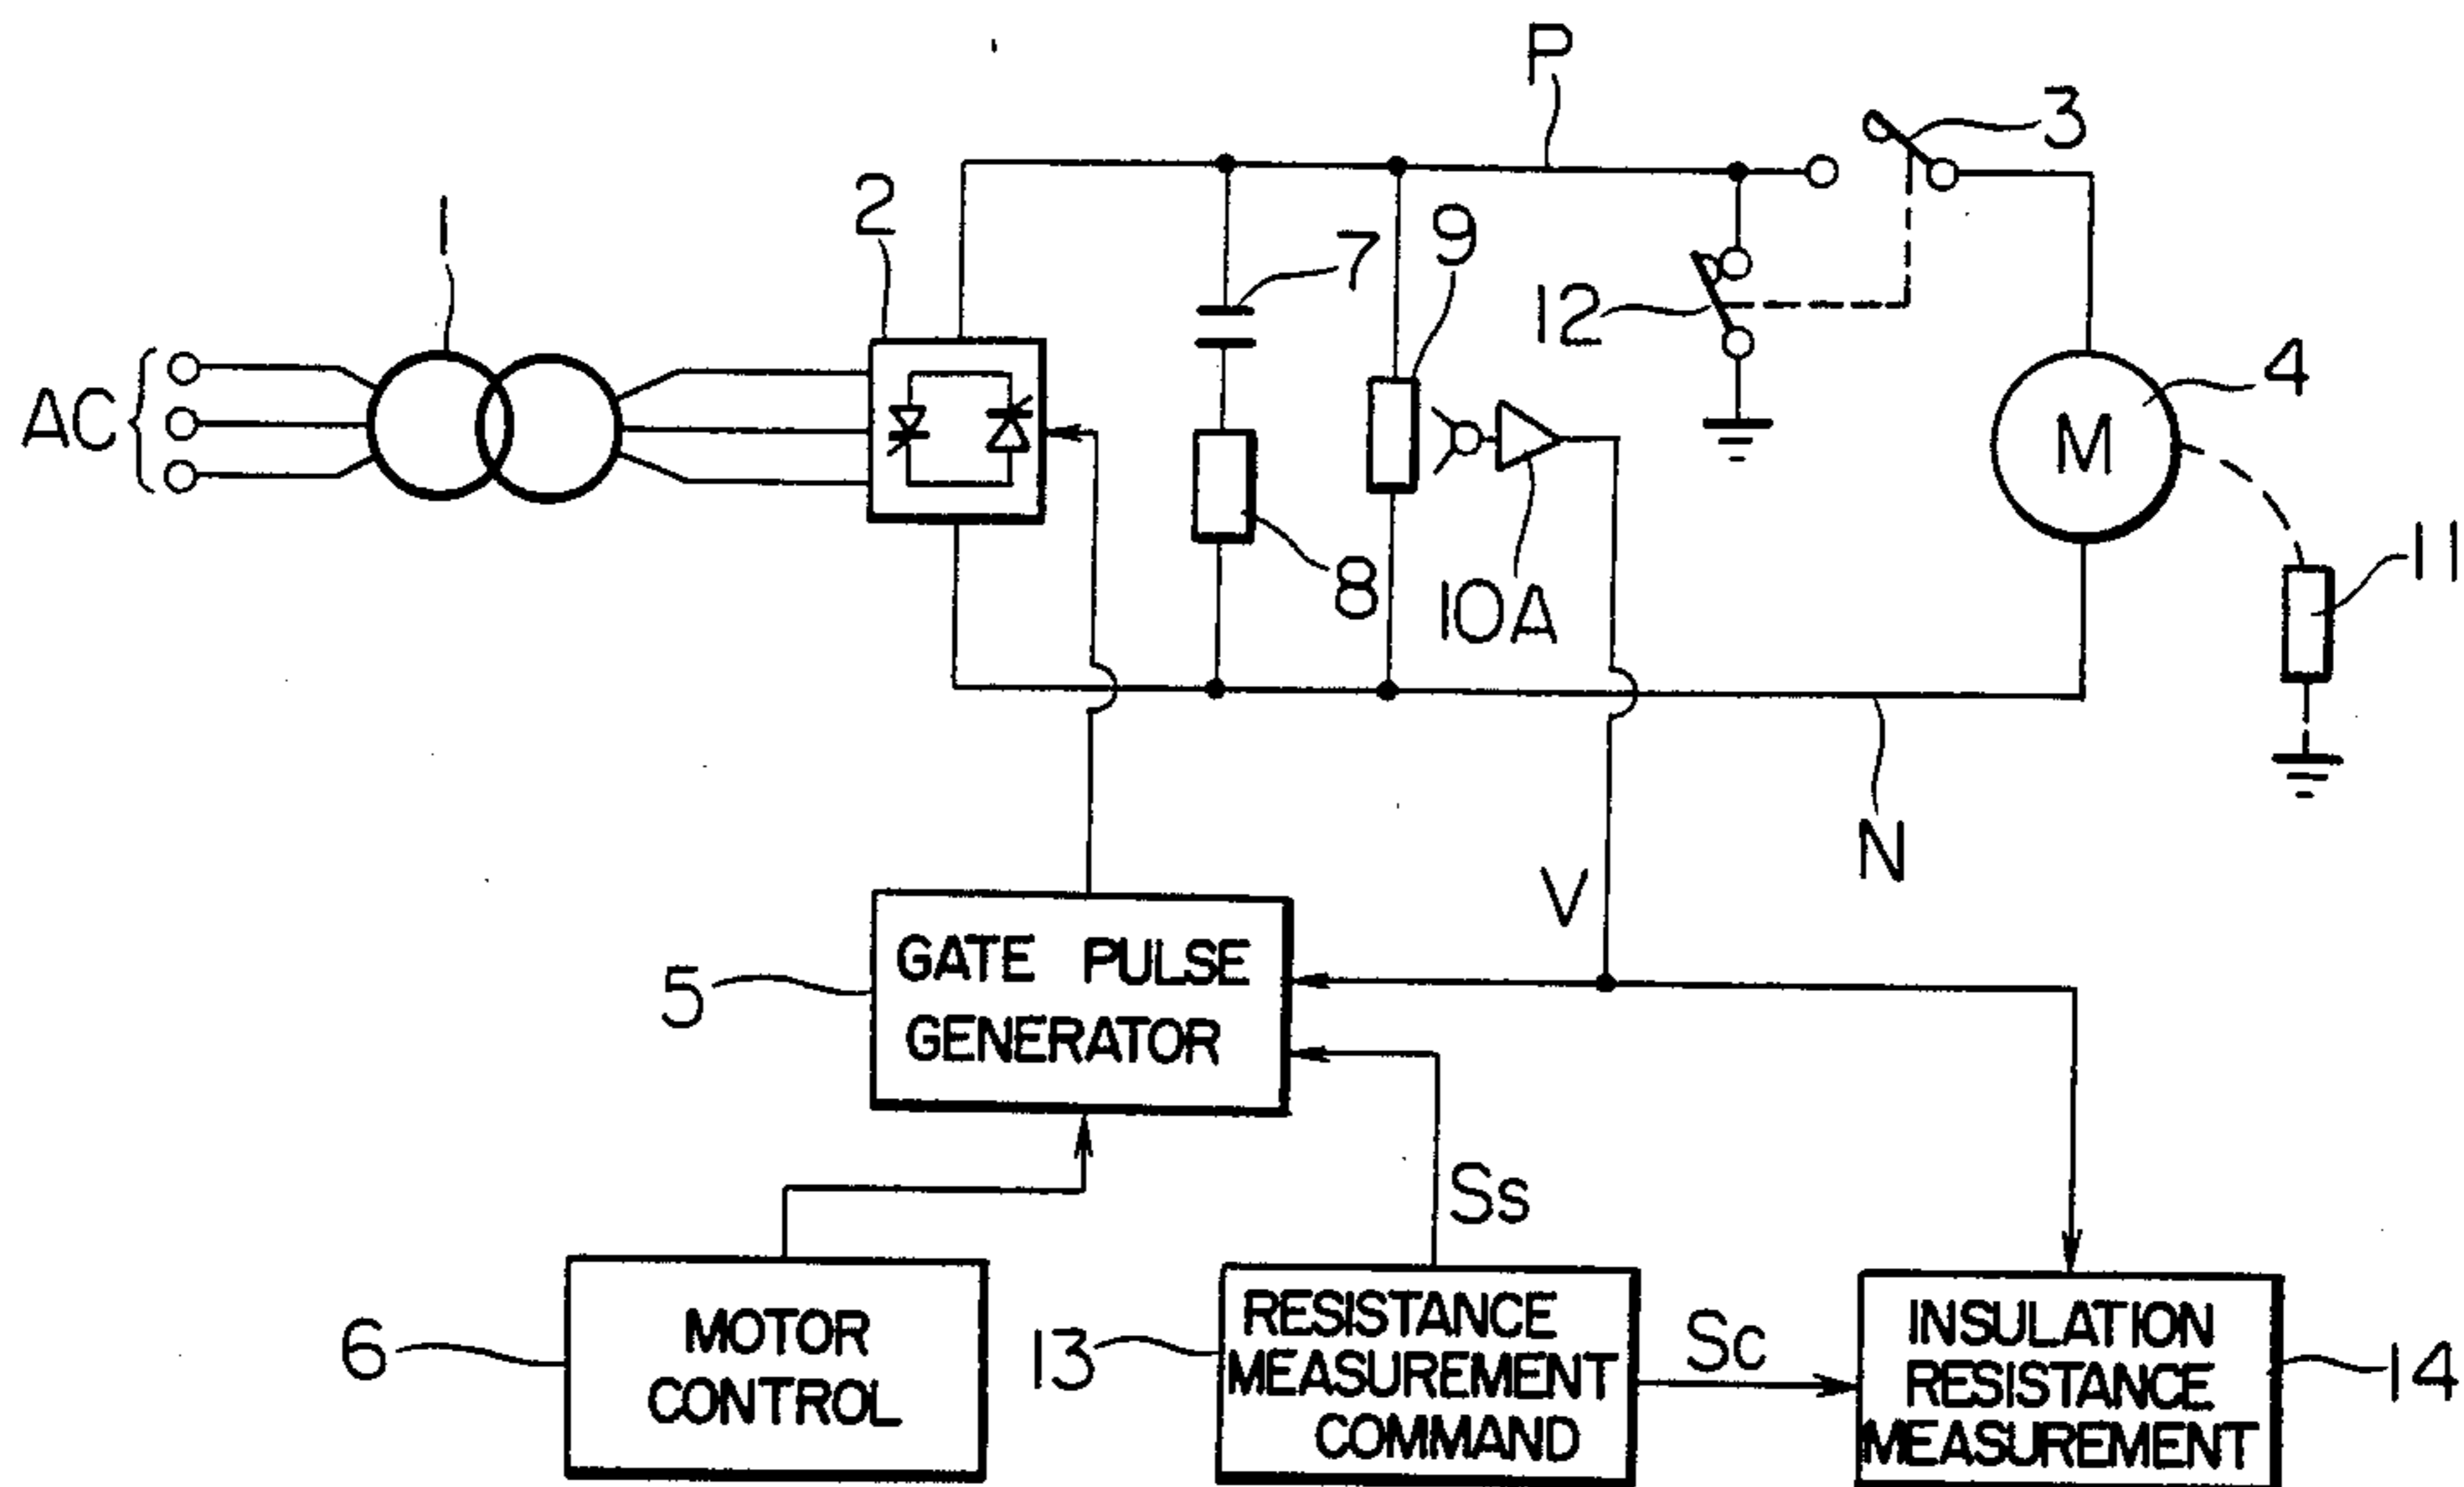 P
3
1
2
7
9
12
AC
4
M
8
10A
11
N
V
5
GATE PULSE
GENERATOR
Ss
6
MOTOR
CONTROL
13
RESISTANCE
MEASUREMENT
COMMAND
Sc
INSULATION
RESISTANCE
MEASUREMENT
14